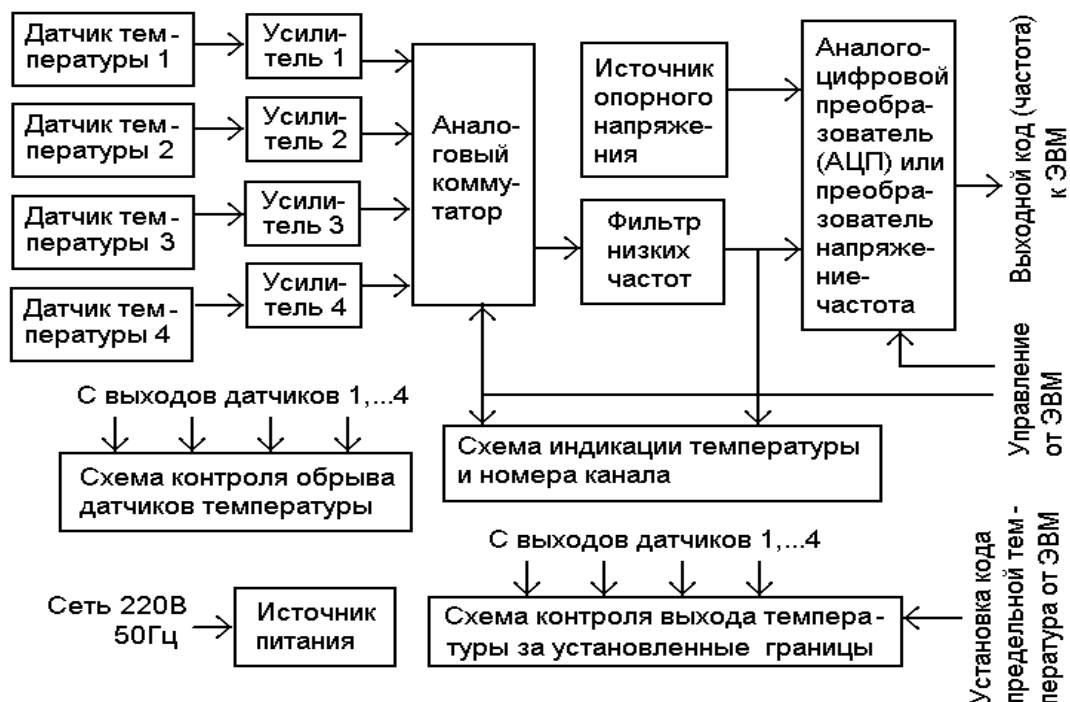 Датчик тем-
пературы 1
Усили-
тель 1
Датчик тем-
пературы 2
Усили-
тель 2
Датчик тем-
пературы 3
Усили-
тель 3
Датчик тем-
пературы 4
Усили-
тель 4
Анало-
говый
комму-
татор
Источник
опорного
напряже-
ния
Фильтр
низких
частот
Аналого-
цифровой
преобра-
зователь
(АЦП) или
преобра-
зователь
напряже-
ние-
частота
Выходной код (частота)
к ЭВМ
Управление
от ЭВМ
С выходов датчиков 1,...4
Схема контроля обрыва
датчиков температуры
Схема индикации температуры
и номера канала
С выходов датчиков 1,...4
Схема контроля выхода темпера-
туры за установленные границы
Сеть 220В
50Гц
Источник
питания
Установка кода
предельной тем-
пература от ЭВМ